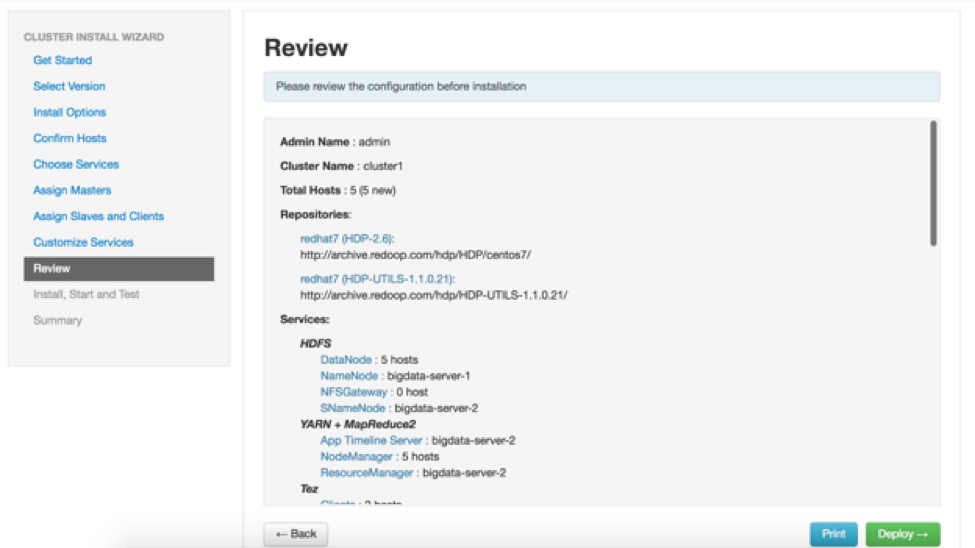 CLUSTER INSTALL WIZARD
Get Started
Select Version
Install Options
Confirm Hosts
Choose Services
Assign Masters
Assign Slaves and Clients
Customize Services
Review
Install, Start and Test
Summary
Review
Please review the configuration before installation
Admin Name : admin
Cluster Name : cluster1
Total Hosts : 5 (5 new)
Repositories:
redhat7 (HDP-2.6):
http://archive.redoop.com/hdp/HDP/centos7/
redhat7 (HDP-UTILS-1.1.0.21):
http://archive.redoop.com/hdp/HDP-UTILS-1.1.0.21/
Services:
HDFS
DataNode : 5 hosts
NameNode : bigdata-server-1
NFSGateway : 0 host
SNameNode : bigdata-server-2
YARN + MapReduce2
App Timeline Server : bigdata-server-2
NodeManager : 5 hosts
ResourceManager : bigdata-server-2
Tez
← Back
Print
Deploy →